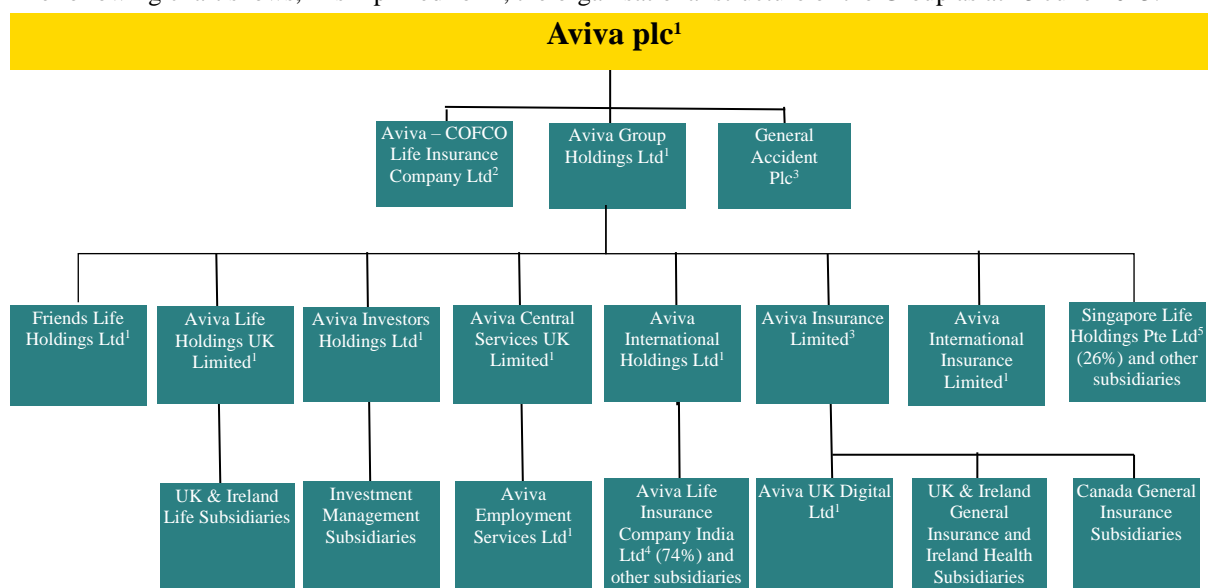 Aviva plc¹
Aviva – COFCO
Life Insurance
Company Ltd²
Aviva Group
Holdings Ltd¹
General
Accident
Plc³
Friends Life
Holdings Ltd¹
Aviva Life
Holdings UK
Limited¹
Aviva Investors
Holdings Ltd¹
Aviva Central
Services UK
Limited¹
Aviva
International
Holdings Ltd¹
Aviva Insurance
Limited³
Aviva
International
Insurance
Limited¹
Singapore Life
Holdings Pte Ltd⁵
(26%) and other
subsidiaries
UK & Ireland
Life Subsidiaries
Investment
Management
Subsidiaries
Aviva
Employment
Services Ltd¹
Aviva Life
Insurance
Company India
Ltd⁴ (74%) and
other subsidiaries
Aviva UK Digital
Ltd¹
UK & Ireland
General
Insurance and
Ireland Health
Subsidiaries
Canada General
Insurance
Subsidiaries